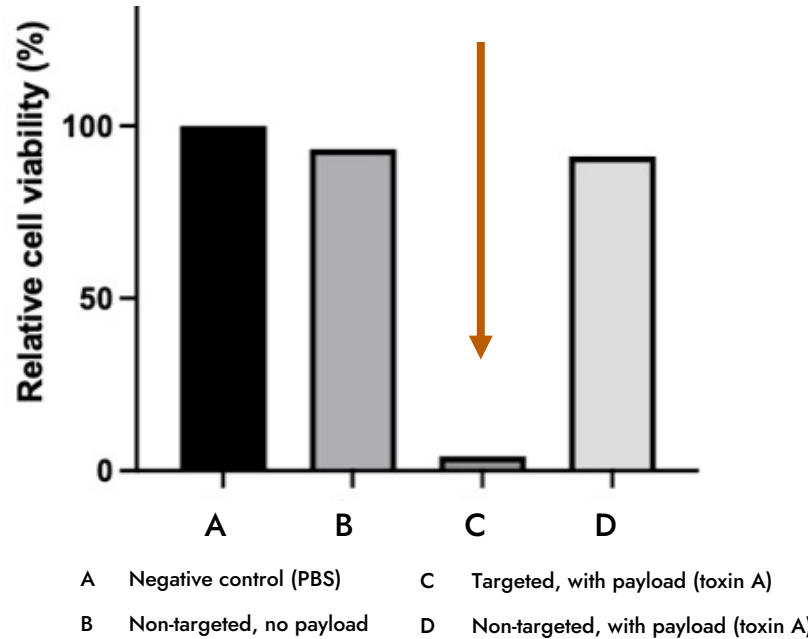 Relative cell viability (%)
100
50
0
A B C D
A Negative control (PBS) C Targeted, with payload (toxin A)
B Non-targeted, no payload D Non-targeted, with payload (toxin A)